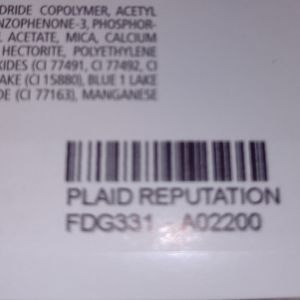 DRIDE COPOLYMER, ACETYL
NZOPHENONE-3, PHOSPHOR-
ACETATE, MICA, CALCIUM
HECTORITE, POLYETHYLENE
XIDES (CI 77491, CI 77492, CI
AKE (CI 15880), BLUE 1 LAKE
DE (CI 77163), MANGANESE
PLAID REPUTATION
FDG331 - A02200